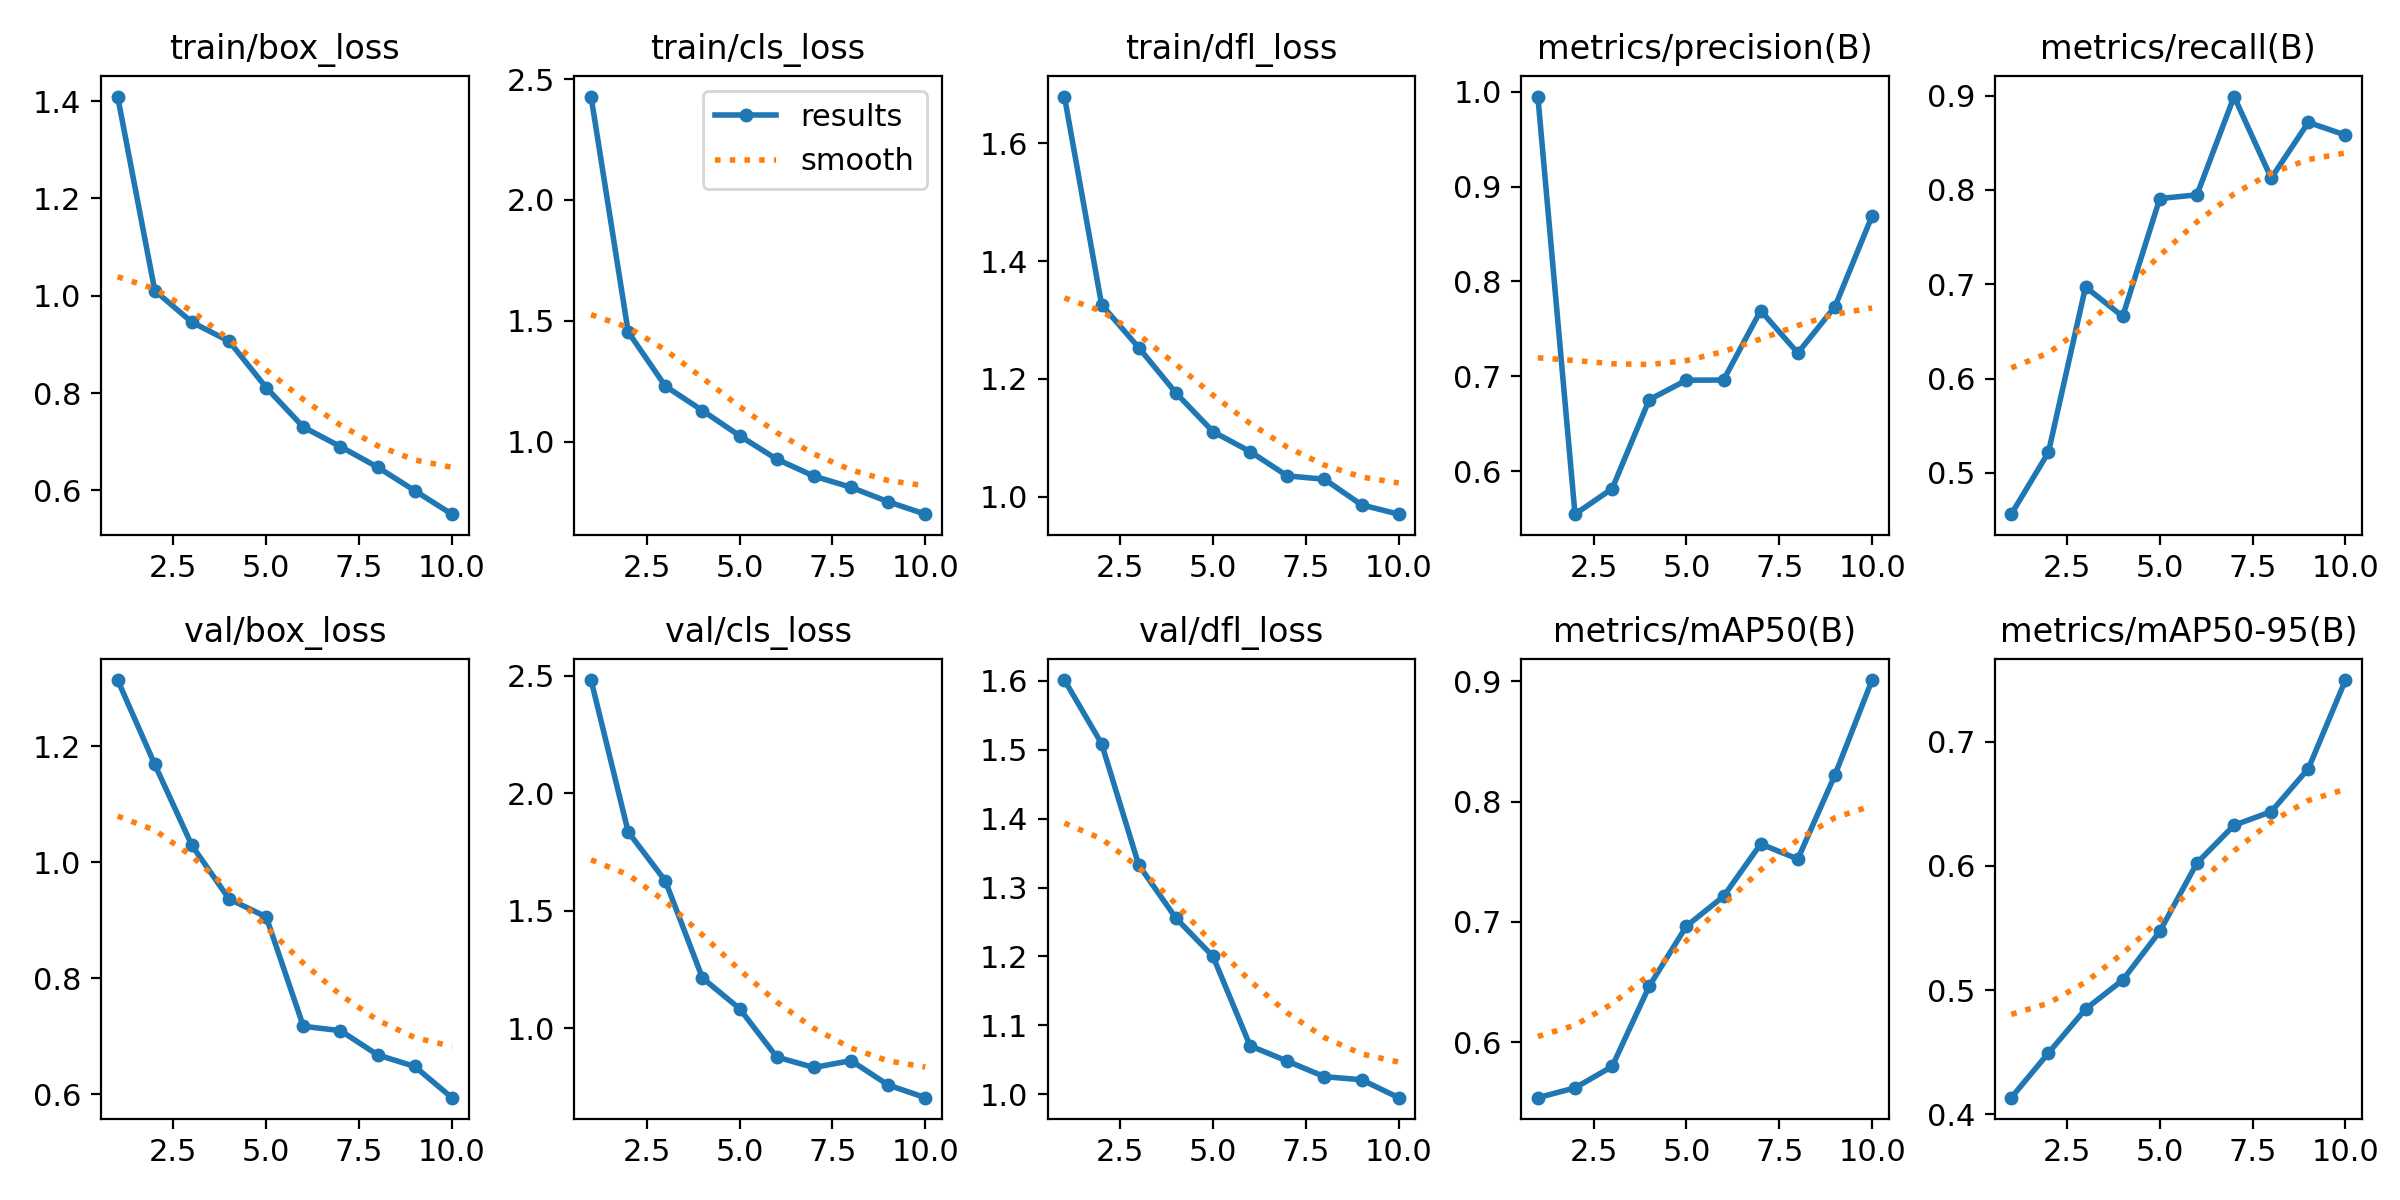 train/box_loss
1.4
1.2
1.0
0.8
0.6
2.5 5.0 7.5 10.0
train/cls_loss
results
smooth
2.5
2.0
1.5
1.0
2.5 5.0 7.5 10.0
train/dfl_loss
1.6
1.4
1.2
1.0
2.5 5.0 7.5 10.0
metrics/precision(B)
1.0
0.9
0.8
0.7
0.6
2.5 5.0 7.5 10.0
metrics/recall(B)
0.9
0.8
0.7
0.6
0.5
2.5 5.0 7.5 10.0
val/box_loss
1.2
1.0
0.8
0.6
2.5 5.0 7.5 10.0
val/cls_loss
2.5
2.0
1.5
1.0
2.5 5.0 7.5 10.0
val/dfl_loss
1.6
1.5
1.4
1.3
1.2
1.1
1.0
2.5 5.0 7.5 10.0
metrics/mAP50(B)
0.9
0.8
0.7
0.6
2.5 5.0 7.5 10.0
metrics/mAP50-95(B)
0.7
0.6
0.5
0.4
2.5 5.0 7.5 10.0